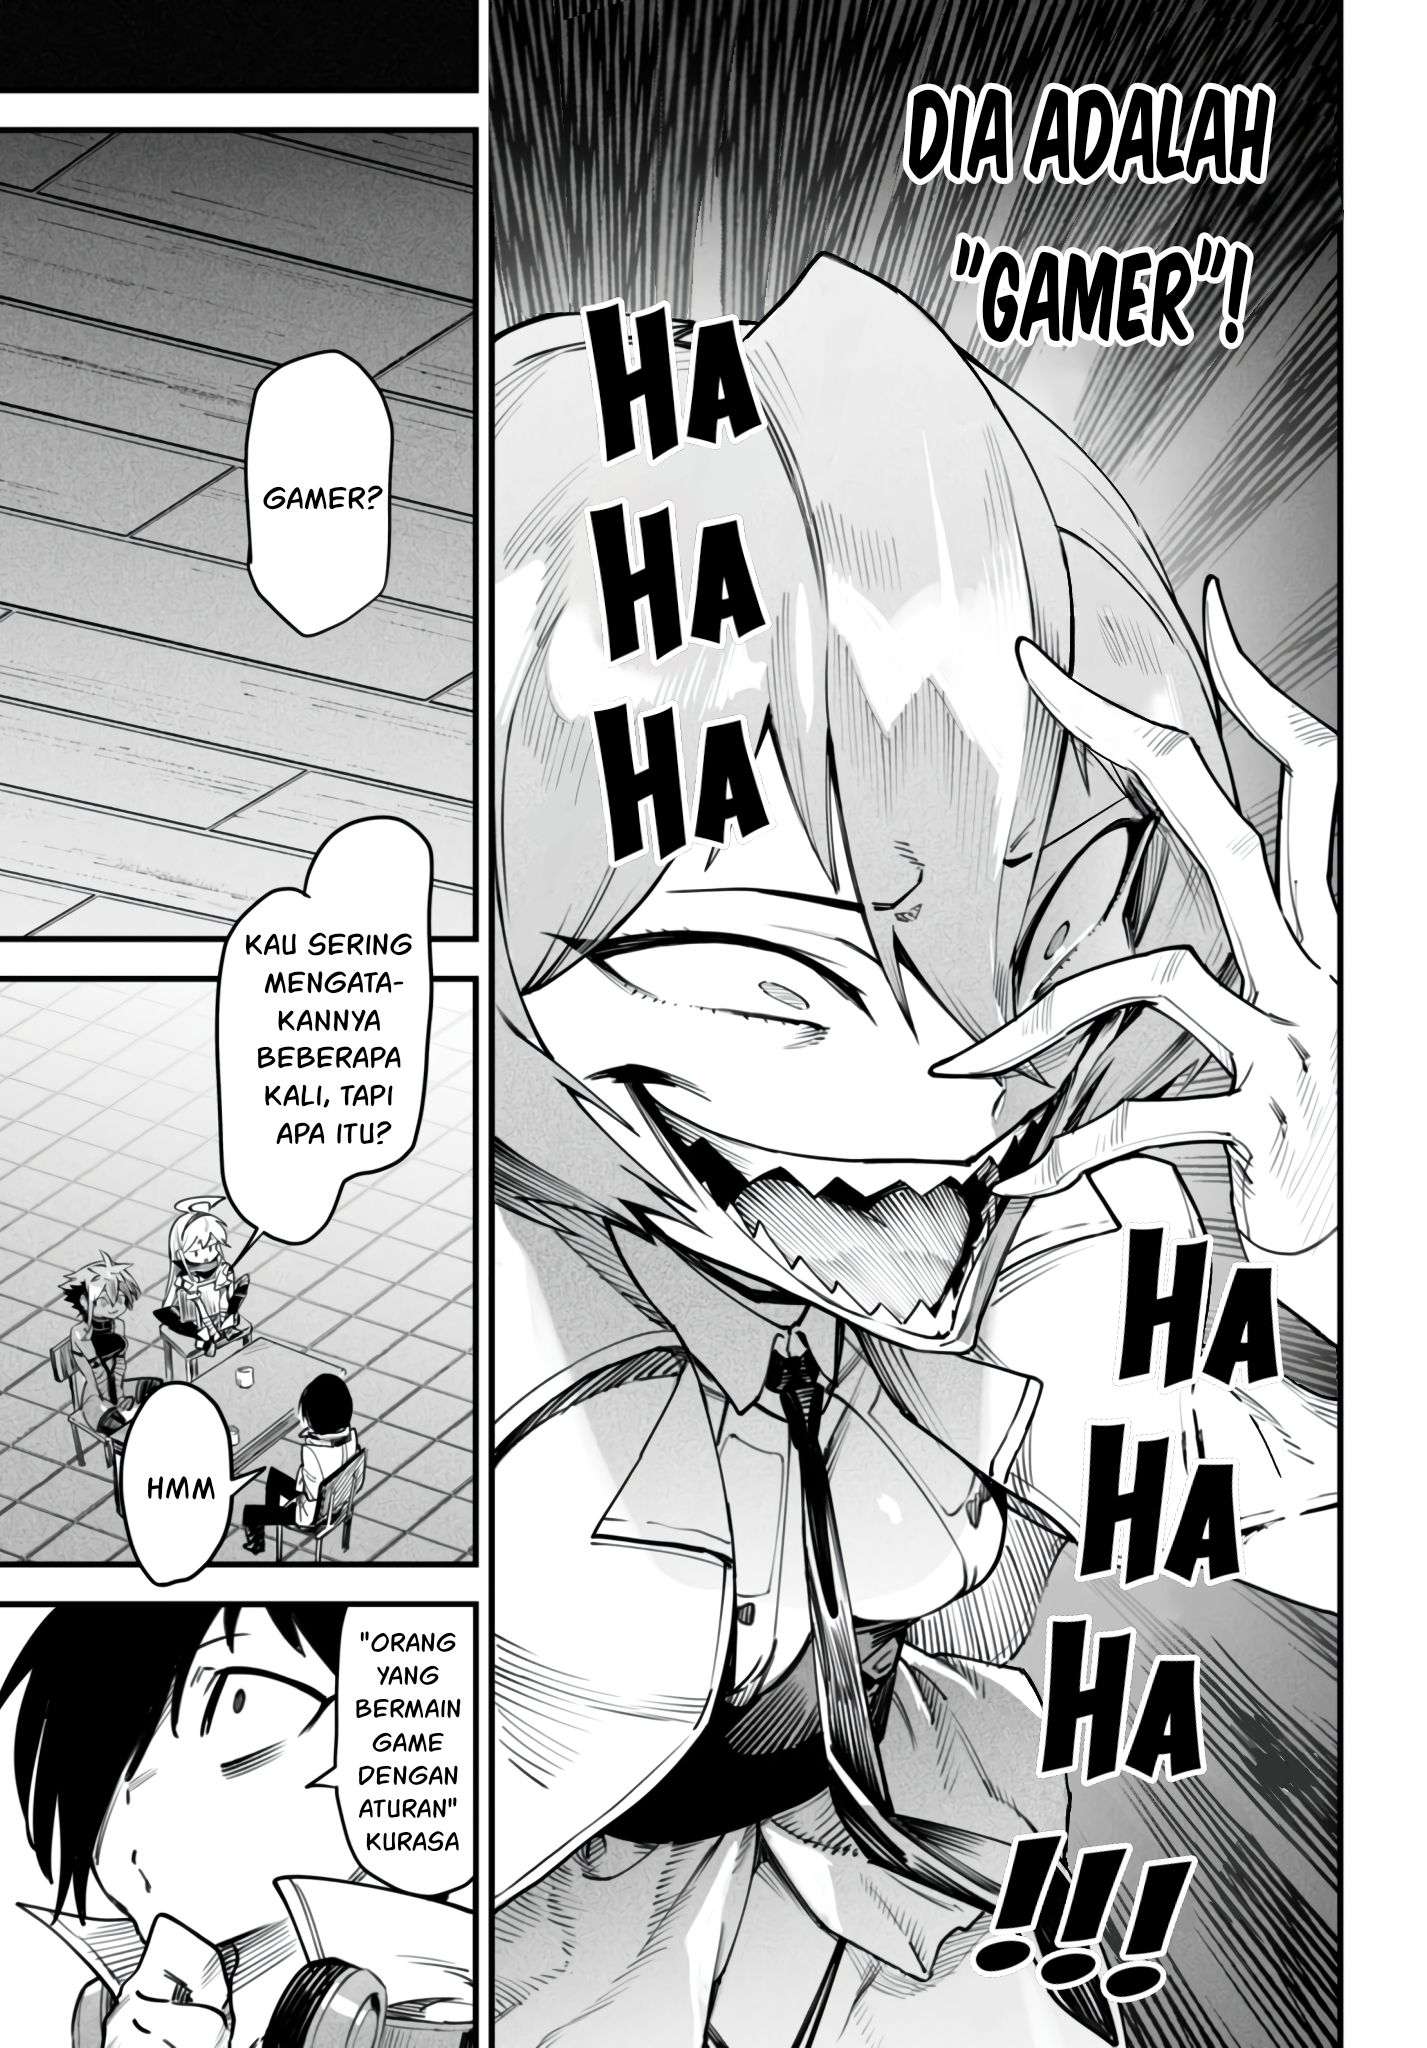 DIA ADALAH
"GAMER"!
HA
HA
HA
HA
HA
HA
!!!
GAMER?
KAU SERING
MENGATA-
KANNYA
BEBERAPA
KALI, TAPI
APA ITU?
HMM
"ORANG
YANG
BERMAIN
GAME
DENGAN
ATURAN"
KURASA